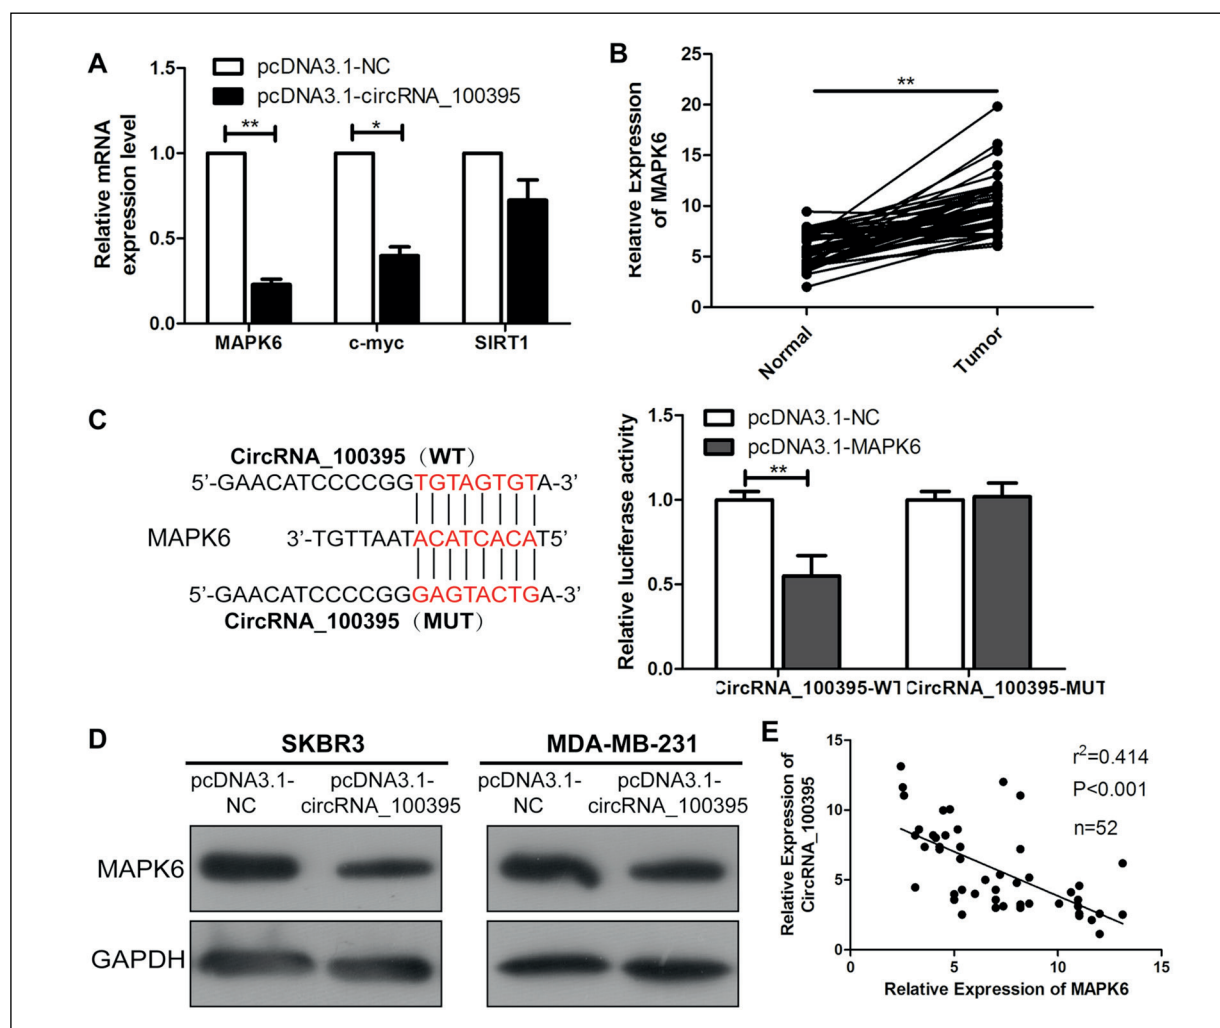 A
pcDNA3.1-NC
pcDNA3.1-circRNA_100395
Relative mRNA
expression level
1.5
1.0
0.5
0.0
**
*
MAPK6
c-myc
SIRT1
B
Relative Expression
of MAPK6
25
20
15
10
5
0
**
Normal
Tumor
C
CircRNA_100395 (WT)
5'-GAACATCCCCGGTGTAGTGTA-3'
MAPK6 3'-TGTTAATACATCACAT5'
5'-GAACATCCCCGGGAGTACTGA-3'
CircRNA_100395 (MUT)
pcDNA3.1-NC
pcDNA3.1-MAPK6
Relative luciferase activity
1.5
1.0
0.5
0.0
**
CircRNA_100395-WT
CircRNA_100395-MUT
D
SKBR3
MDA-MB-231
pcDNA3.1-
NC
pcDNA3.1-
circRNA_100395
pcDNA3.1-
NC
pcDNA3.1-
circRNA_100395
MAPK6
GAPDH
E
Relative Expression of
CircRNA_100395
15
10
5
0
r²=0.414
P<0.001
n=52
0 5 10 15
Relative Expression of MAPK6